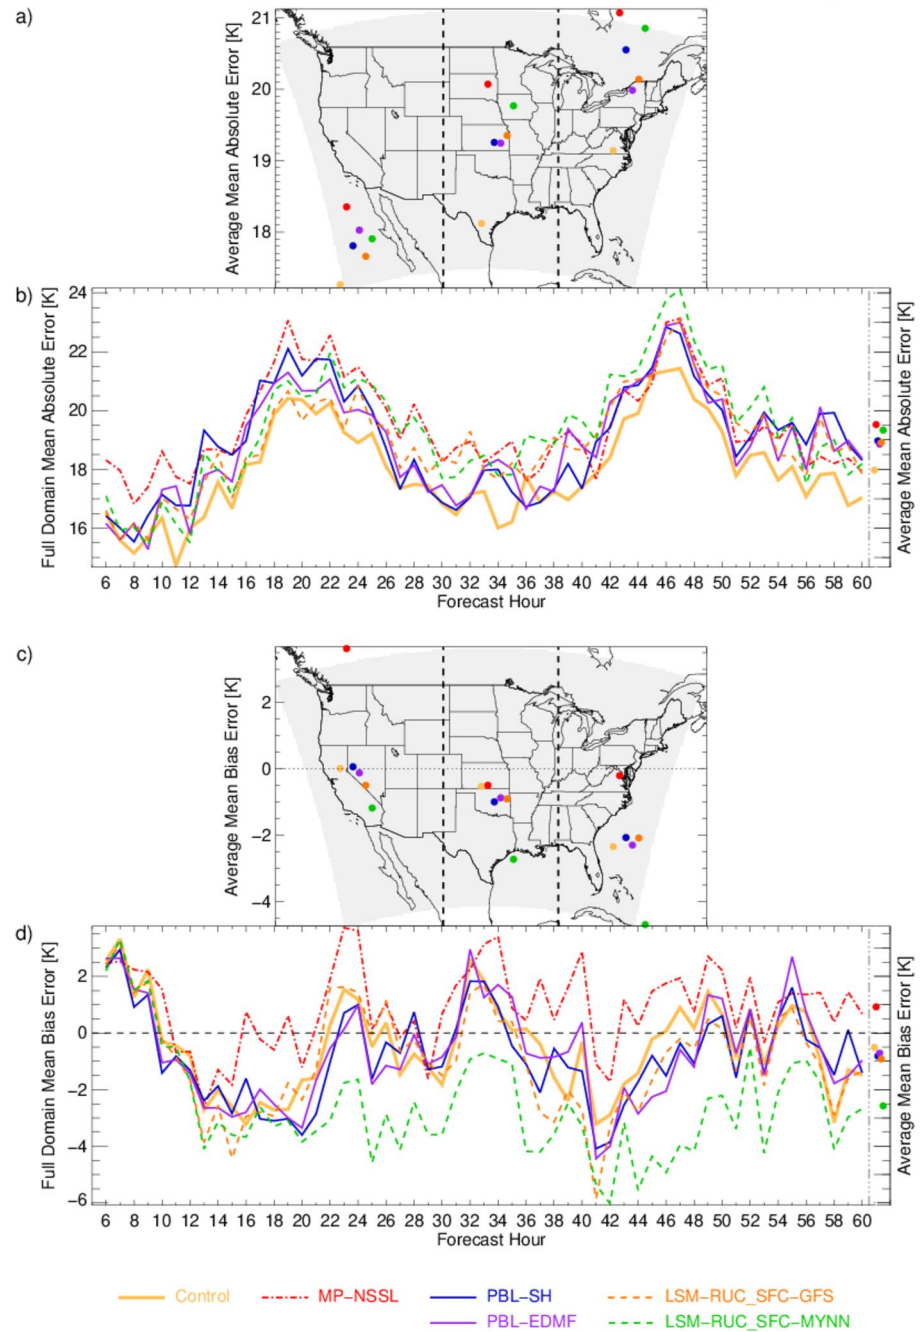 a)
Average Mean Absolute Error [K]
21
20
19
18
b)
Full Domain Mean Absolute Error [K]
24
22
20
18
16
6 8 10 12 14 16 18 20 22 24 26 28 30 32 34 36 38 40 42 44 46 48 50 52 54 56 58 60
Forecast Hour
Average Mean Absolute Error [K]
c)
Average Mean Bias Error [K]
2
0
−2
−4
d)
Full Domain Mean Bias Error [K]
2
0
−2
−4
−6
6 8 10 12 14 16 18 20 22 24 26 28 30 32 34 36 38 40 42 44 46 48 50 52 54 56 58 60
Forecast Hour
Average Mean Bias Error [K]
Control MP−NSSL PBL−SH LSM−RUC_SFC−GFS
PBL−EDMF LSM−RUC_SFC−MYNN